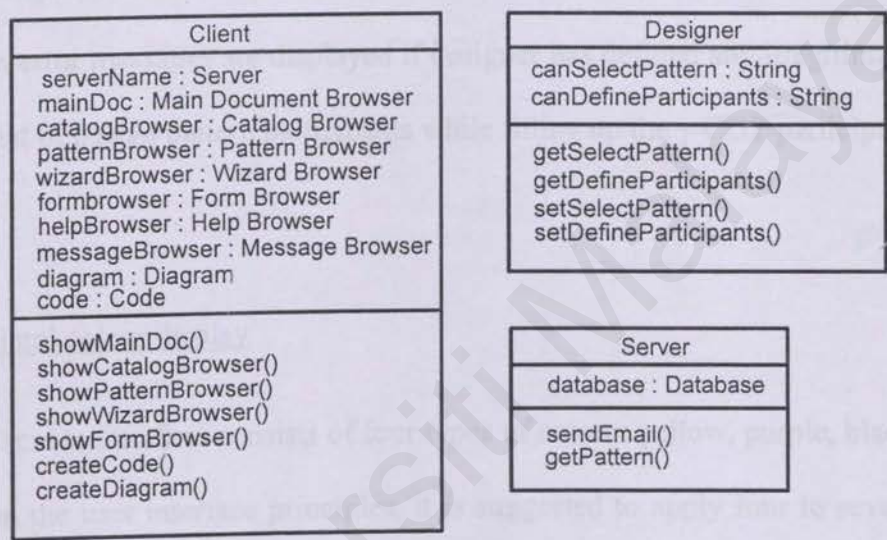 Client
serverName : Server
mainDoc : Main Document Browser
catalogBrowser : Catalog Browser
patternBrowser : Pattern Browser
wizardBrowser : Wizard Browser
formbrowser : Form Browser
helpBrowser : Help Browser
messageBrowser : Message Browser
diagram : Diagram
code : Code
showMainDoc()
showCatalogBrowser()
showPatternBrowser()
showWizardBrowser()
showFormBrowser()
createCode()
createDiagram()
Designer
canSelectPattern : String
canDefineParticipants : String
getSelectPattern()
getDefineParticipants()
setSelectPattern()
setDefineParticipants()
Server
database : Database
sendEmail()
getPattern()